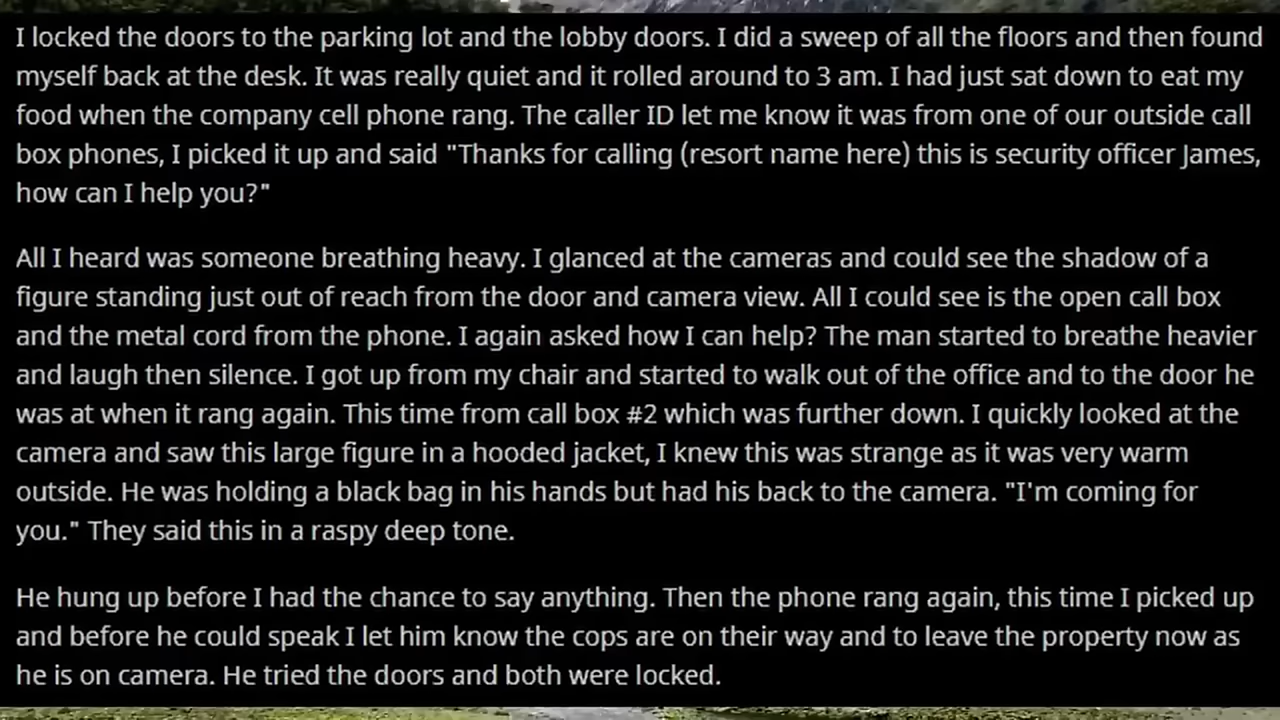 I locked the doors to the parking lot and the lobby doors. I did a sweep of all the floors and then found
myself back at the desk. It was really quiet and it rolled around to 3 am. I had just sat down to eat my
food when the company cell phone rang. The caller ID let me know it was from one of our outside call
box phones, I picked it up and said "Thanks for calling (resort name here) this is security officer James,
how can I help you?"
All I heard was someone breathing heavy. I glanced at the cameras and could see the shadow of a
figure standing just out of reach from the door and camera view. All I could see is the open call box
and the metal cord from the phone. I again asked how I can help? The man started to breathe heavier
and laugh then silence. I got up from my chair and started to walk out of the office and to the door he
was at when it rang again. This time from call box #2 which was further down. I quickly looked at the
camera and saw this large figure in a hooded jacket, I knew this was strange as it was very warm
outside. He was holding a black bag in his hands but had his back to the camera. "I'm coming for
you." They said this in a raspy deep tone.
He hung up before I had the chance to say anything. Then the phone rang again, this time I picked up
and before he could speak I let him know the cops are on their way and to leave the property now as
he is on camera. He tried the doors and both were locked.